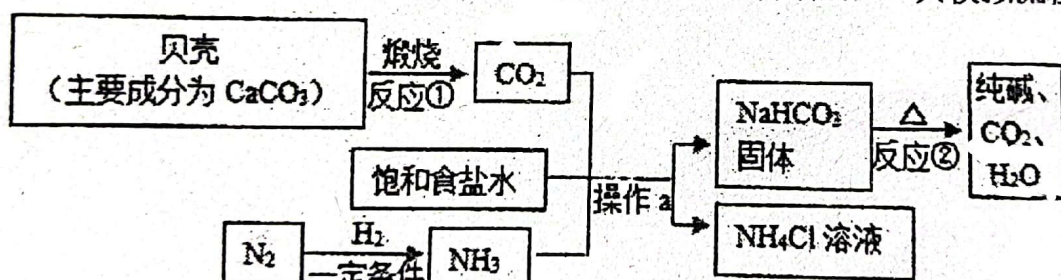 贝壳
(主要成分为 CaCO₃)
煅烧
反应①
CO₂
饱和食盐水
N₂
H₂
一定条件
NH₃
操作 a
NaHCO₃
固体
NH₄Cl 溶液
△
反应②
纯碱、
CO₂、
H₂O